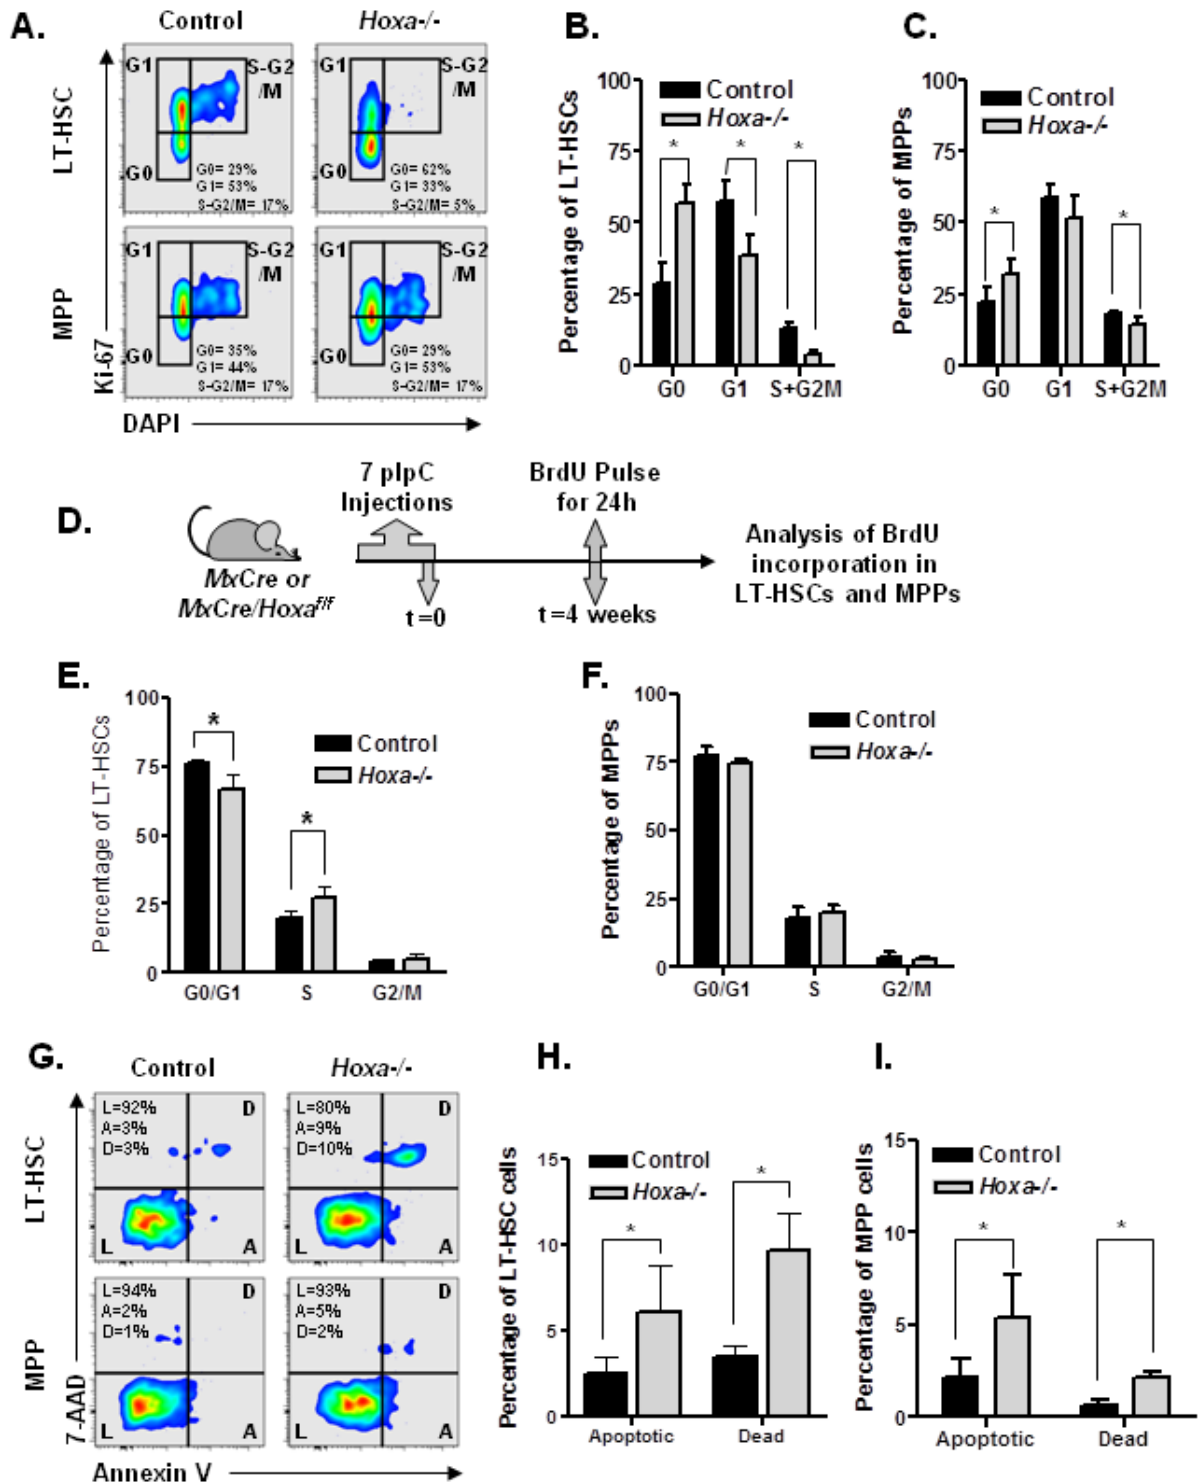 A.
Control
Hoxa-/-
LT-HSC
G1
S-G2
/M
G0
G0= 29%
G1= 53%
S-G2/M= 17%
G1
S-G2
/M
G0
G0= 62%
G1= 33%
S-G2/M= 5%
MPP
G1
S-G2
/M
G0
G0= 35%
G1= 44%
S-G2/M= 17%
G1
S-G2
/M
G0
G0= 29%
G1= 53%
S-G2/M= 17%
Ki-67
DAPI
B.
Percentage of LT-HSCs
100
75
50
25
0
Control
Hoxa-/-
*
*
*
G0
G1
S+G2M
C.
Percentage of MPPs
100
75
50
25
0
Control
Hoxa-/-
*
*
G0
G1
S+G2M
D.
MxCre or
MxCre/Hoxa^f/f
7 pIpC
Injections
t=0
BrdU Pulse
for 24h
t=4 weeks
Analysis of BrdU
incorporation in
LT-HSCs and MPPs
E.
Percentage of LT-HSCs
100
75
50
25
0
Control
Hoxa-/-
*
*
G0/G1
S
G2/M
F.
Percentage of MPPs
100
75
50
25
0
Control
Hoxa-/-
G0/G1
S
G2/M
G.
Control
Hoxa-/-
LT-HSC
L=92%
A=3%
D=3%
D
L
A
L=80%
A=9%
D=10%
D
L
A
MPP
L=94%
A=2%
D=1%
D
L
A
L=93%
A=5%
D=2%
D
L
A
7-AAD
Annexin V
H.
Percentage of LT-HSC cells
15
10
5
0
Control
Hoxa-/-
*
*
Apoptotic
Dead
I.
Percentage of MPP cells
15
10
5
0
Control
Hoxa-/-
*
*
Apoptotic
Dead